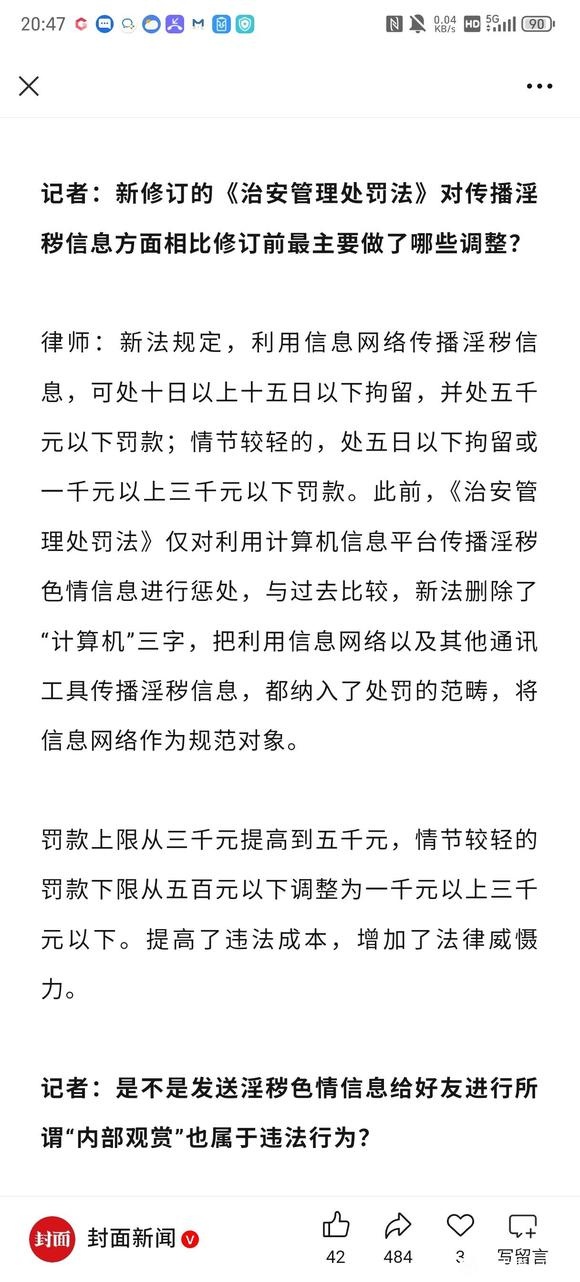 20:47
0.04
KB/s
HD
5G
90
记者：新修订的《治安管理处罚法》对传播淫
秽信息方面相比修订前最主要做了哪些调整？
律师：新法规定，利用信息网络传播淫秽信
息，可处十日以上十五日以下拘留，并处五千
元以下罚款；情节较轻的，处五日以下拘留或
一千元以上三千元以下罚款。此前，《治安管
理处罚法》仅对利用计算机信息平台传播淫秽
色情信息进行惩处，与过去比较，新法删除了
“计算机”三字，把利用信息网络以及其他通讯
工具传播淫秽信息，都纳入了处罚的范畴，将
信息网络作为规范对象。
罚款上限从三千元提高到五千元，情节较轻的
罚款下限从五百元以下调整为一千元以上三千
元以下。提高了违法成本，增加了法律威慑
力。
记者：是不是发送淫秽色情信息给好友进行所
谓“内部观赏”也属于违法行为？
封面
封面新闻
42
484
3
写留言